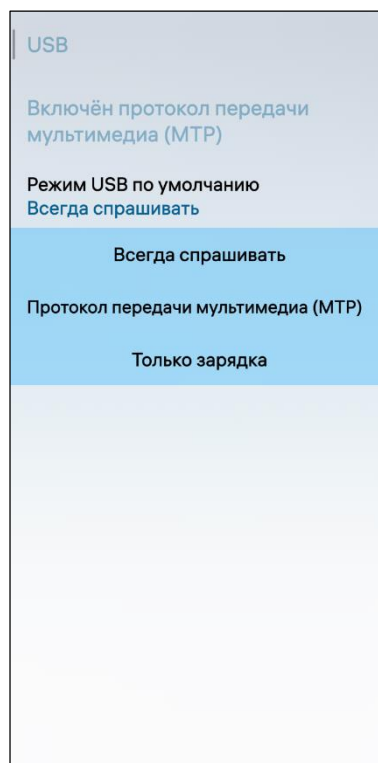 USB
Включён протокол передачи
мультимедиа (MTP)
Режим USB по умолчанию
Всегда спрашивать
Всегда спрашивать
Протокол передачи мультимедиа (MTP)
Только зарядка